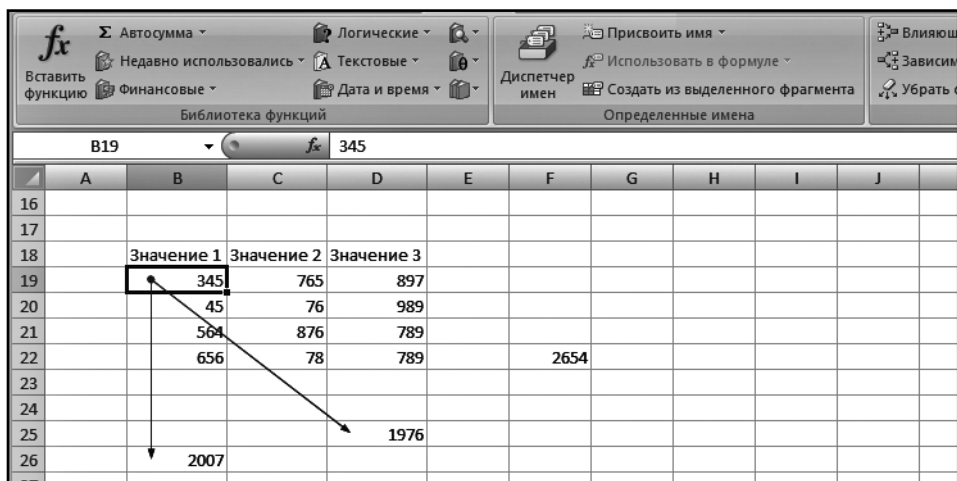 fx Вставить функцию
Σ Автосумма
Недавно использовались
Финансовые
Логические
Текстовые
Дата и время
Библиотека функций
Диспетчер имен
Присвоить имя
Использовать в формуле
Создать из выделенного фрагмента
Определенные имена
Влияющ
Зависим
Убрать с
B19 fx 345
A B C D E F G H I J
16
17
18 Значение 1 Значение 2 Значение 3
19 345 765 897
20 45 76 989
21 564 876 789
22 656 78 789 2654
23
24
25 1976
26 2007